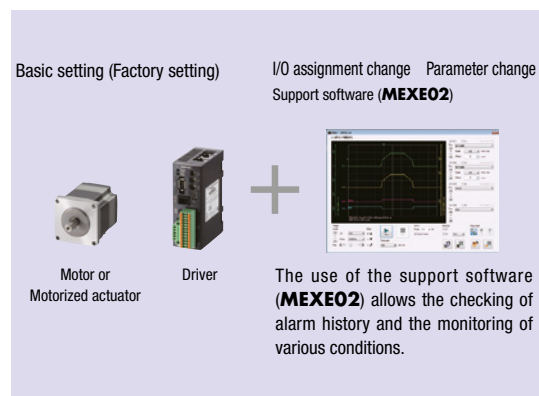 Basic setting (Factory setting)
I/O assignment change Parameter change
Support software (MEXE02)
Motor or
Motorized actuator
Driver
The use of the support software
(MEXE02) allows the checking of
alarm history and the monitoring of
various conditions.